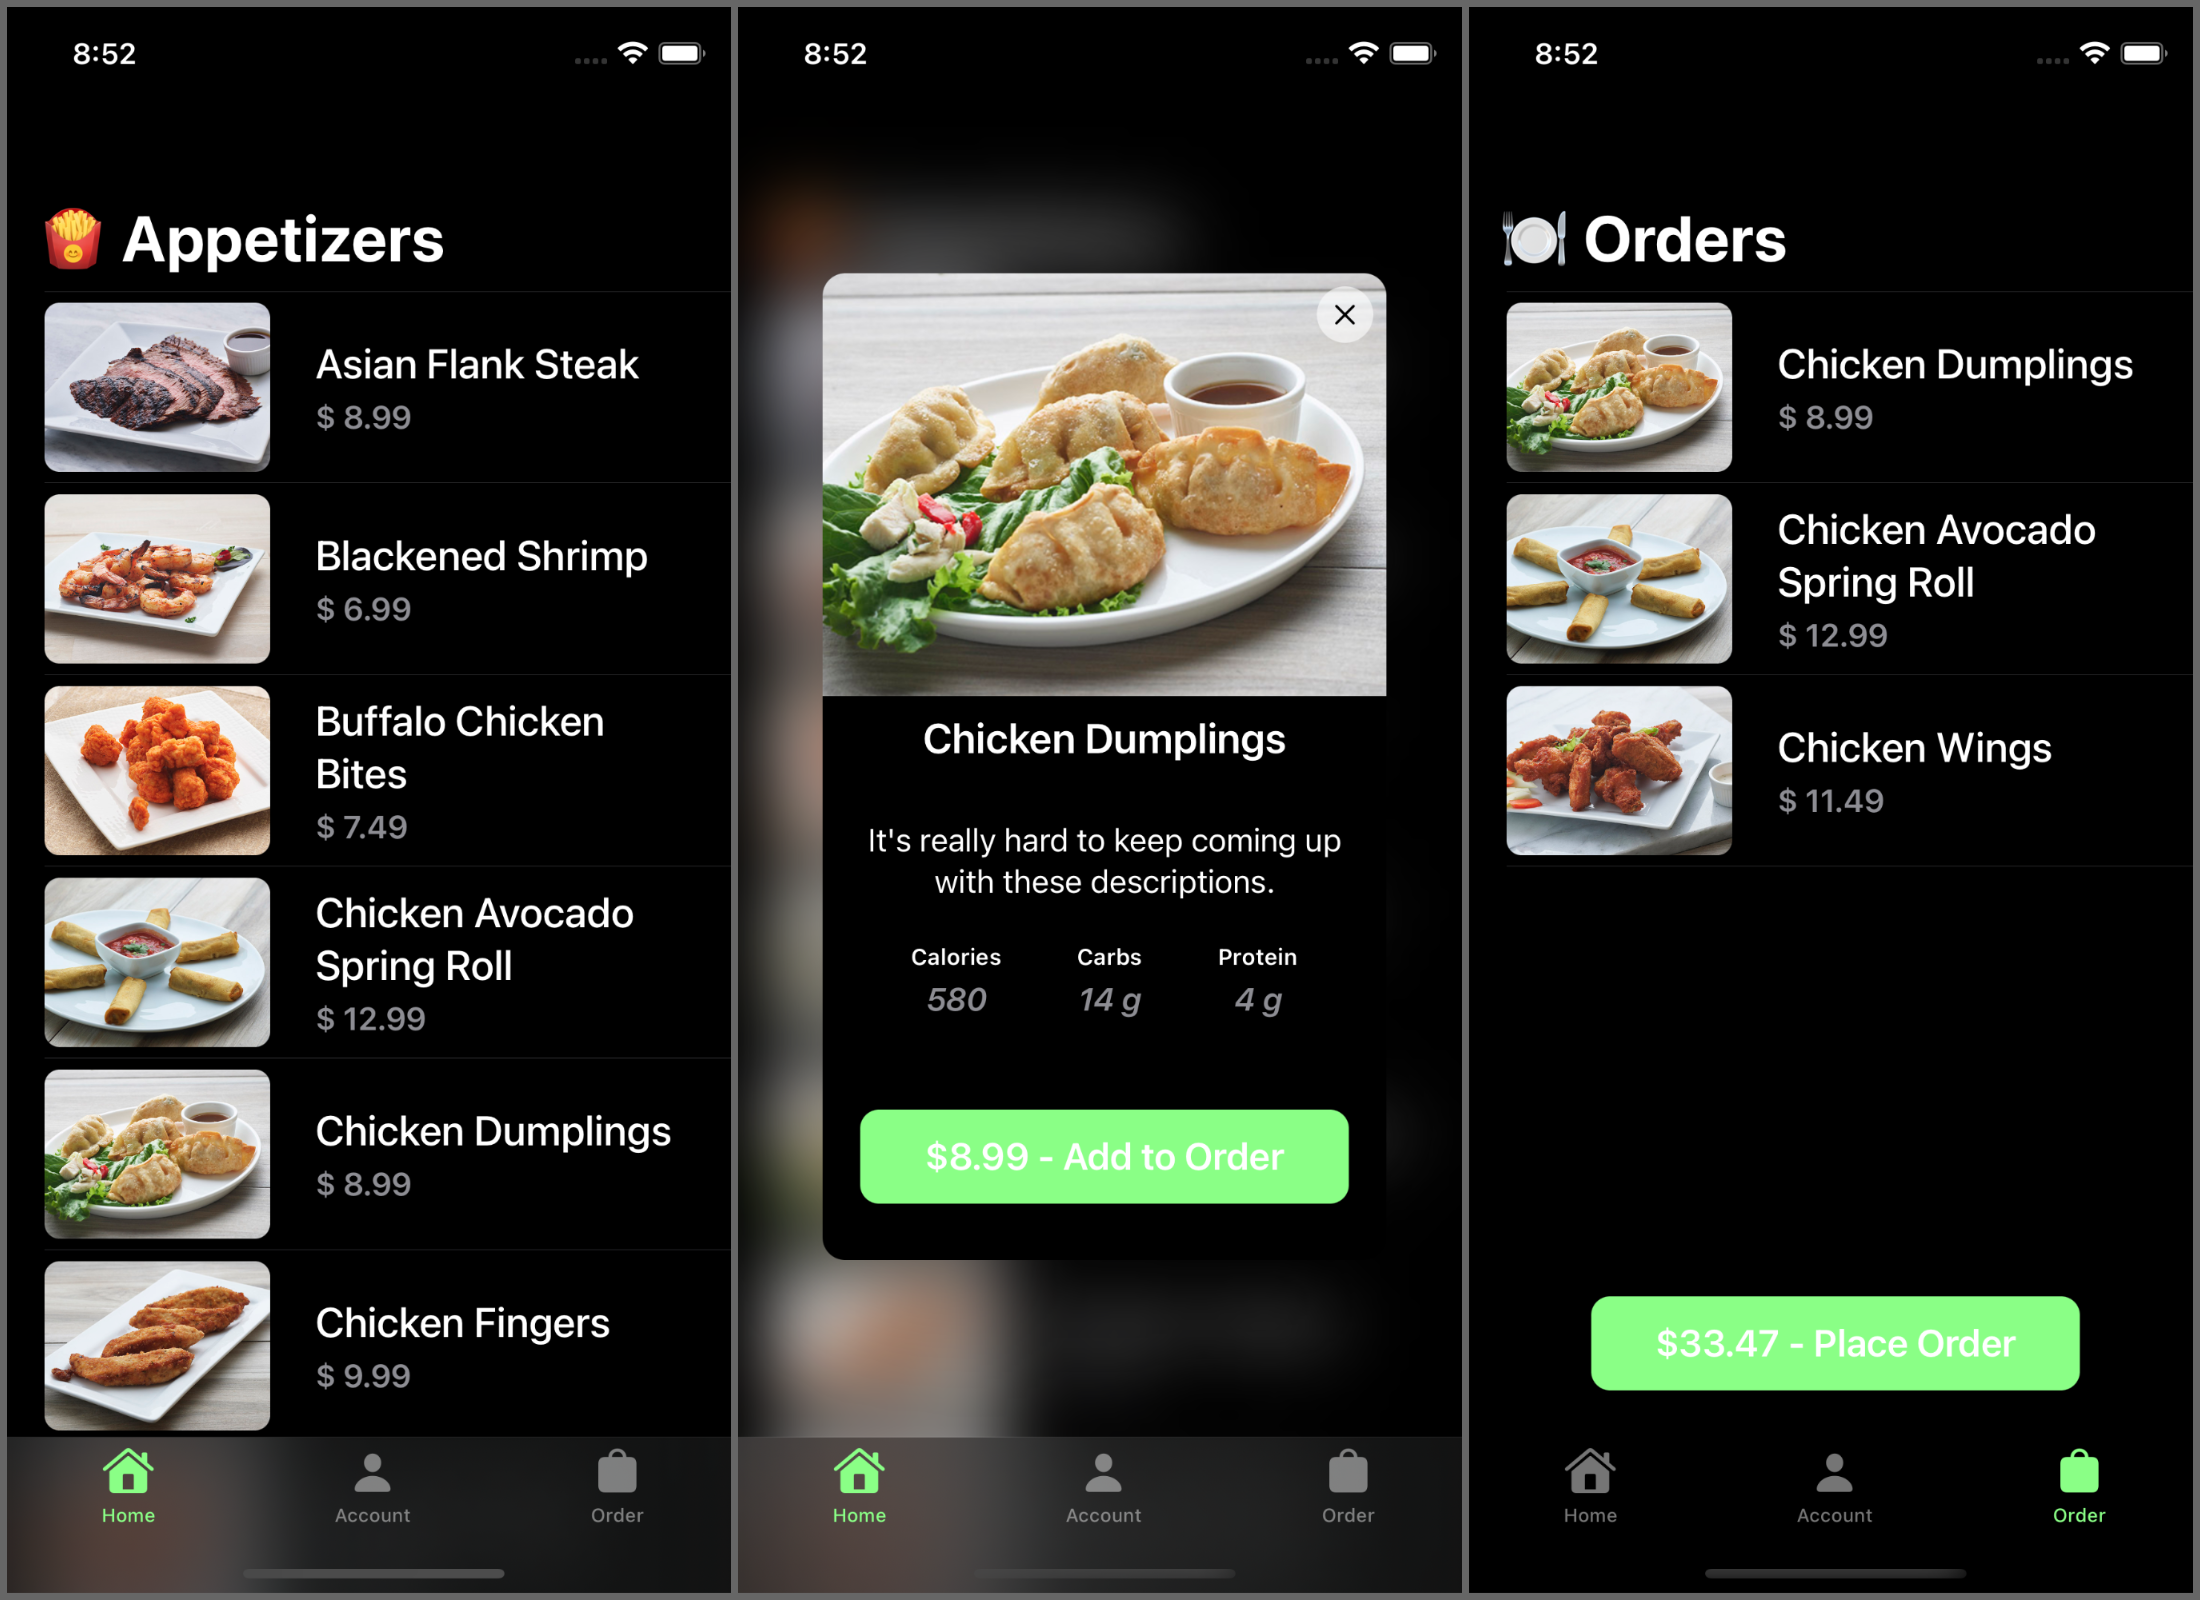 8:52
Appetizers
Asian Flank Steak
$ 8.99
Blackened Shrimp
$ 6.99
Buffalo Chicken
Bites
$ 7.49
Chicken Avocado
Spring Roll
$ 12.99
Chicken Dumplings
$ 8.99
Chicken Fingers
$ 9.99
Home
Account
Order
8:52
Chicken Dumplings
It's really hard to keep coming up
with these descriptions.
Calories
Carbs
Protein
580
14 g
4 g
$8.99 - Add to Order
Home
Account
Order
8:52
Orders
Chicken Dumplings
$ 8.99
Chicken Avocado
Spring Roll
$ 12.99
Chicken Wings
$ 11.49
$33.47 - Place Order
Home
Account
Order